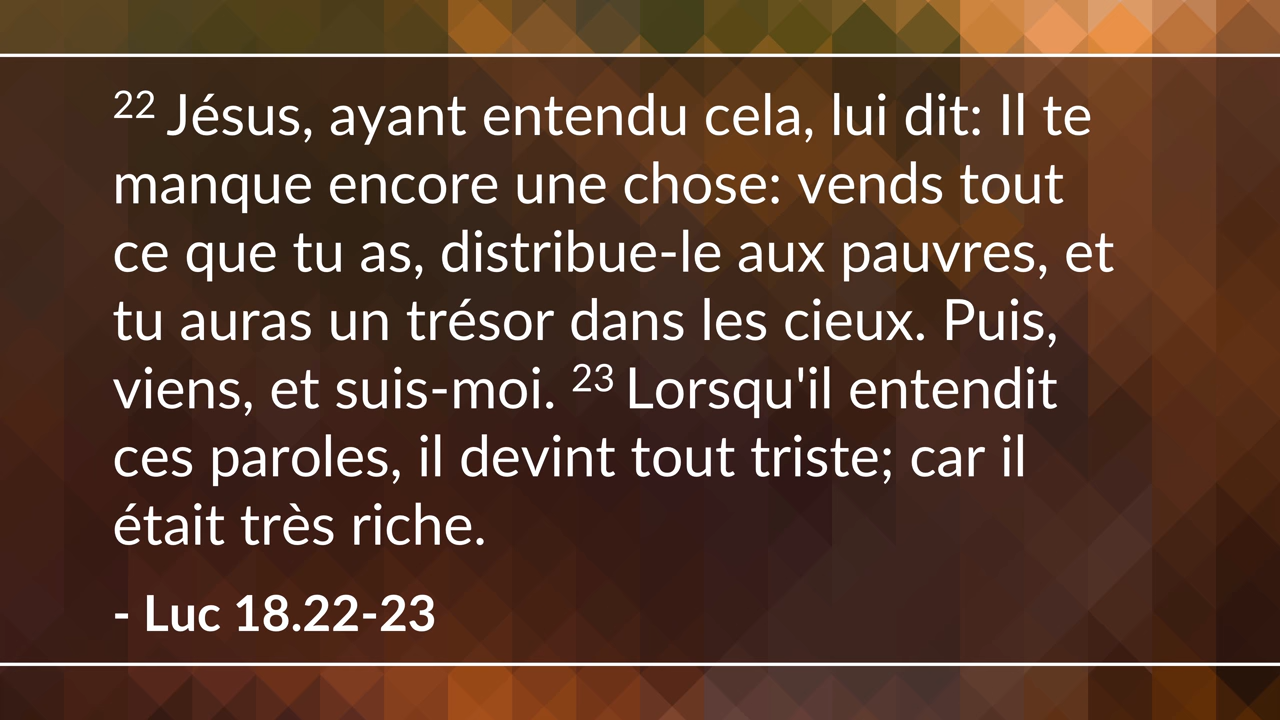 22 Jésus, ayant entendu cela, lui dit: Il te
manque encore une chose: vends tout
ce que tu as, distribue-le aux pauvres, et
tu auras un trésor dans les cieux. Puis,
viens, et suis-moi. 23 Lorsqu'il entendit
ces paroles, il devint tout triste; car il
était très riche.
- Luc 18.22-23